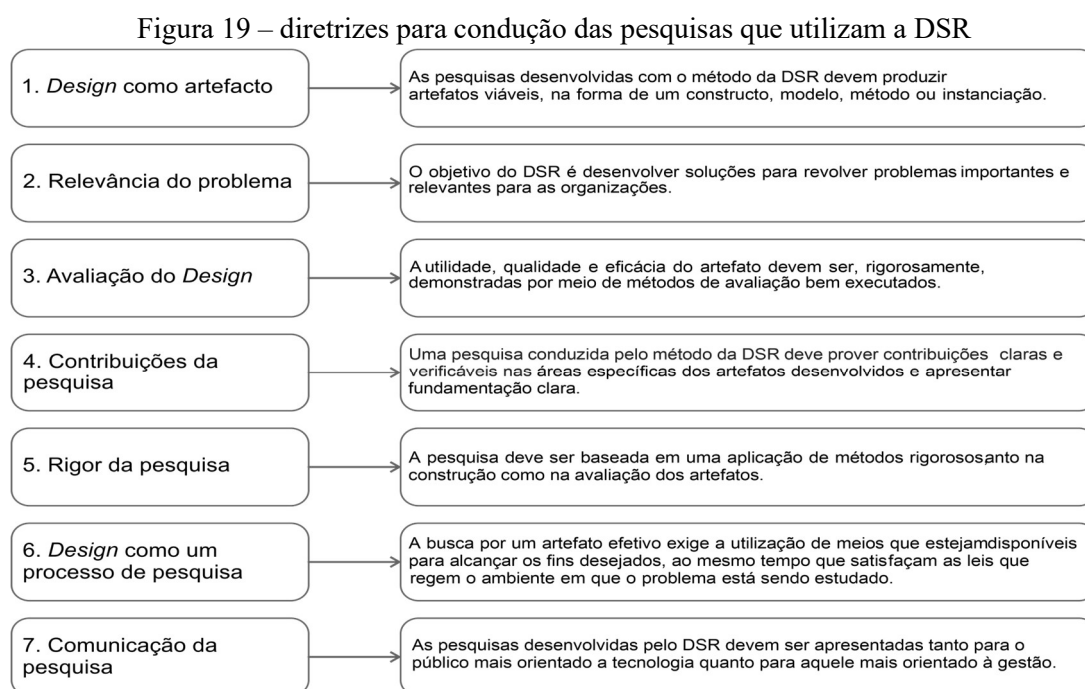 Figura 19 – diretrizes para condução das pesquisas que utilizam a DSR
1. Design como artefacto
As pesquisas desenvolvidas com o método da DSR devem produzir
artefatos viáveis, na forma de um constructo, modelo, método ou instanciação.
2. Relevância do problema
O objetivo do DSR é desenvolver soluções para revolver problemas importantes e
relevantes para as organizações.
3. Avaliação do Design
A utilidade, qualidade e eficácia do artefato devem ser, rigorosamente,
demonstradas por meio de métodos de avaliação bem executados.
4. Contribuições da
pesquisa
Uma pesquisa conduzida pelo método da DSR deve prover contribuições claras e
verificáveis nas áreas específicas dos artefatos desenvolvidos e apresentar
fundamentação clara.
5. Rigor da pesquisa
A pesquisa deve ser baseada em uma aplicação de métodos rigorosos,anto na
construção como na avaliação dos artefatos.
6. Design como um
processo de pesquisa
A busca por um artefato efetivo exige a utilização de meios que estejamdisponíveis
para alcançar os fins desejados, ao mesmo tempo que satisfaçam as leis que
regem o ambiente em que o problema está sendo estudado.
7. Comunicação da
pesquisa
As pesquisas desenvolvidas pelo DSR devem ser apresentadas tanto para o
público mais orientado a tecnologia quanto para aquele mais orientado à gestão.